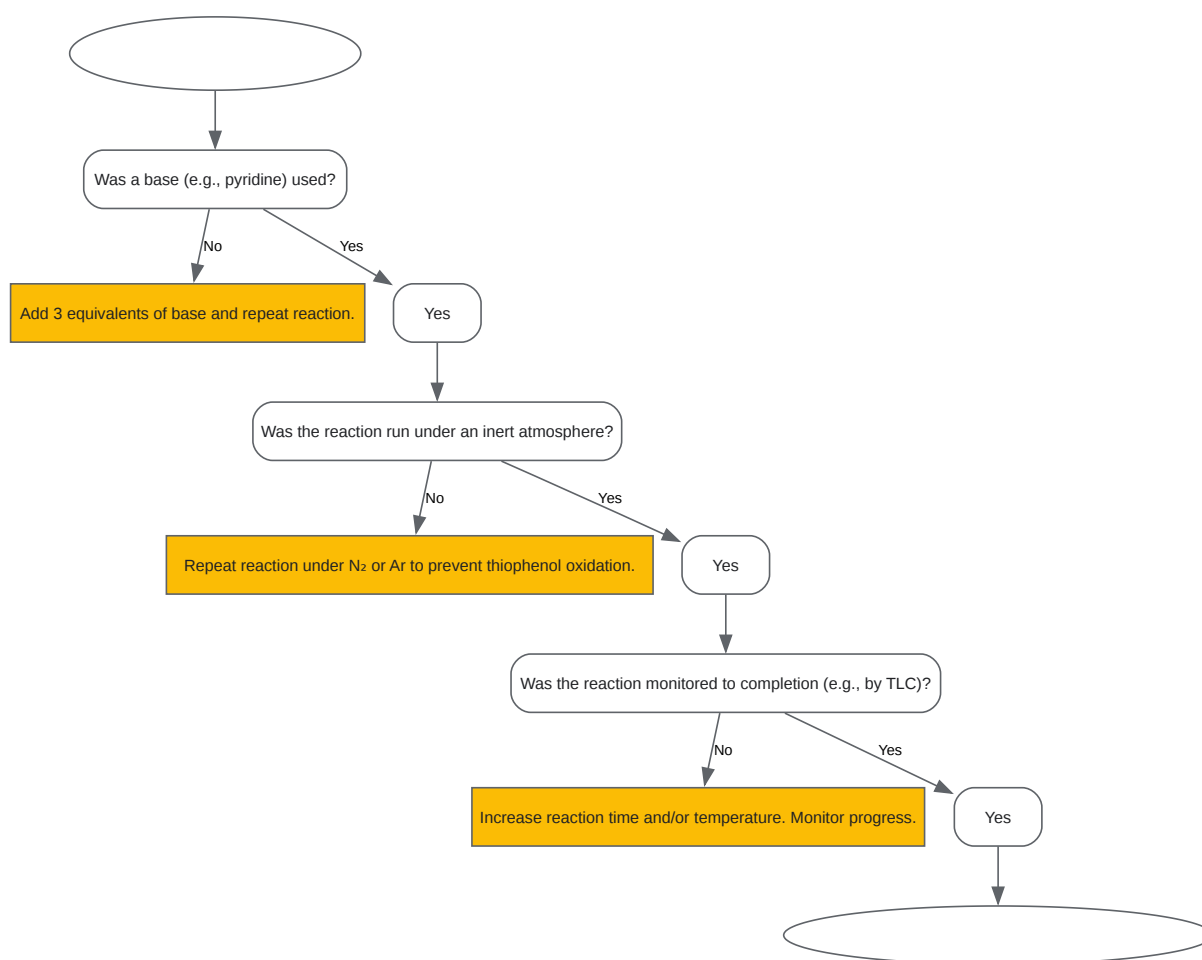 Was a base (e.g., pyridine) used?
No
Yes
Add 3 equivalents of base and repeat reaction.
Yes
Was the reaction run under an inert atmosphere?
No
Yes
Repeat reaction under N₂ or Ar to prevent thiophenol oxidation.
Yes
Was the reaction monitored to completion (e.g., by TLC)?
No
Yes
Increase reaction time and/or temperature. Monitor progress.
Yes